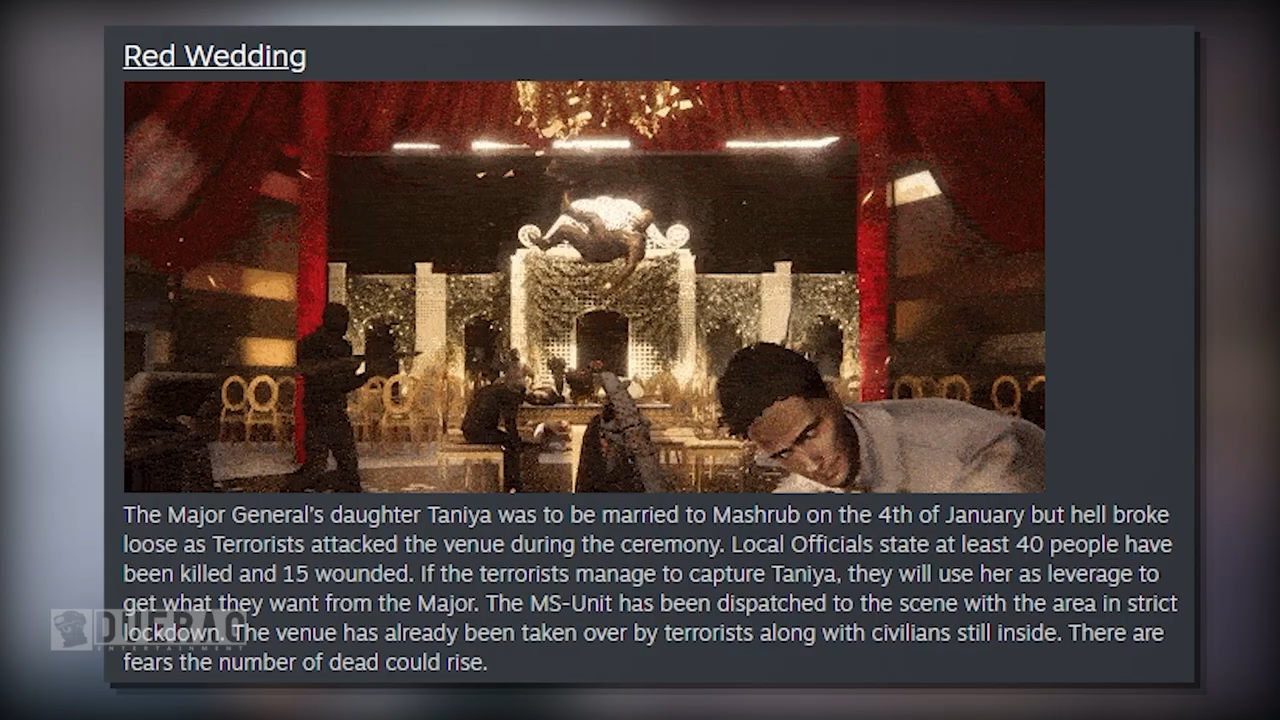 Red Wedding
The Major General's daughter Taniya was to be married to Mashrub on the 4th of January but hell broke
loose as Terrorists attacked the venue during the ceremony. Local Officials state at least 40 people have
been killed and 15 wounded. If the terrorists manage to capture Taniya, they will use her as leverage to
get what they want from the Major. The MS-Unit has been dispatched to the scene with the area in strict
lockdown. The venue has already been taken over by terrorists along with civilians still inside. There are
fears the number of dead could rise.
ENTERTAINMENT